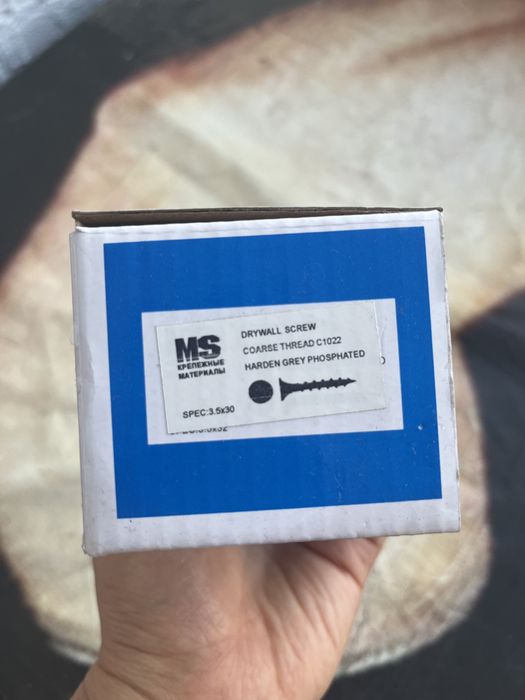 MS
КРЕПЕЖНЫЕ
МАТЕРИАЛЫ
DRYWALL SCREW
COARSE THREAD C1022
HARDEN GREY PHOSPHATED
SPEC:3.5x30